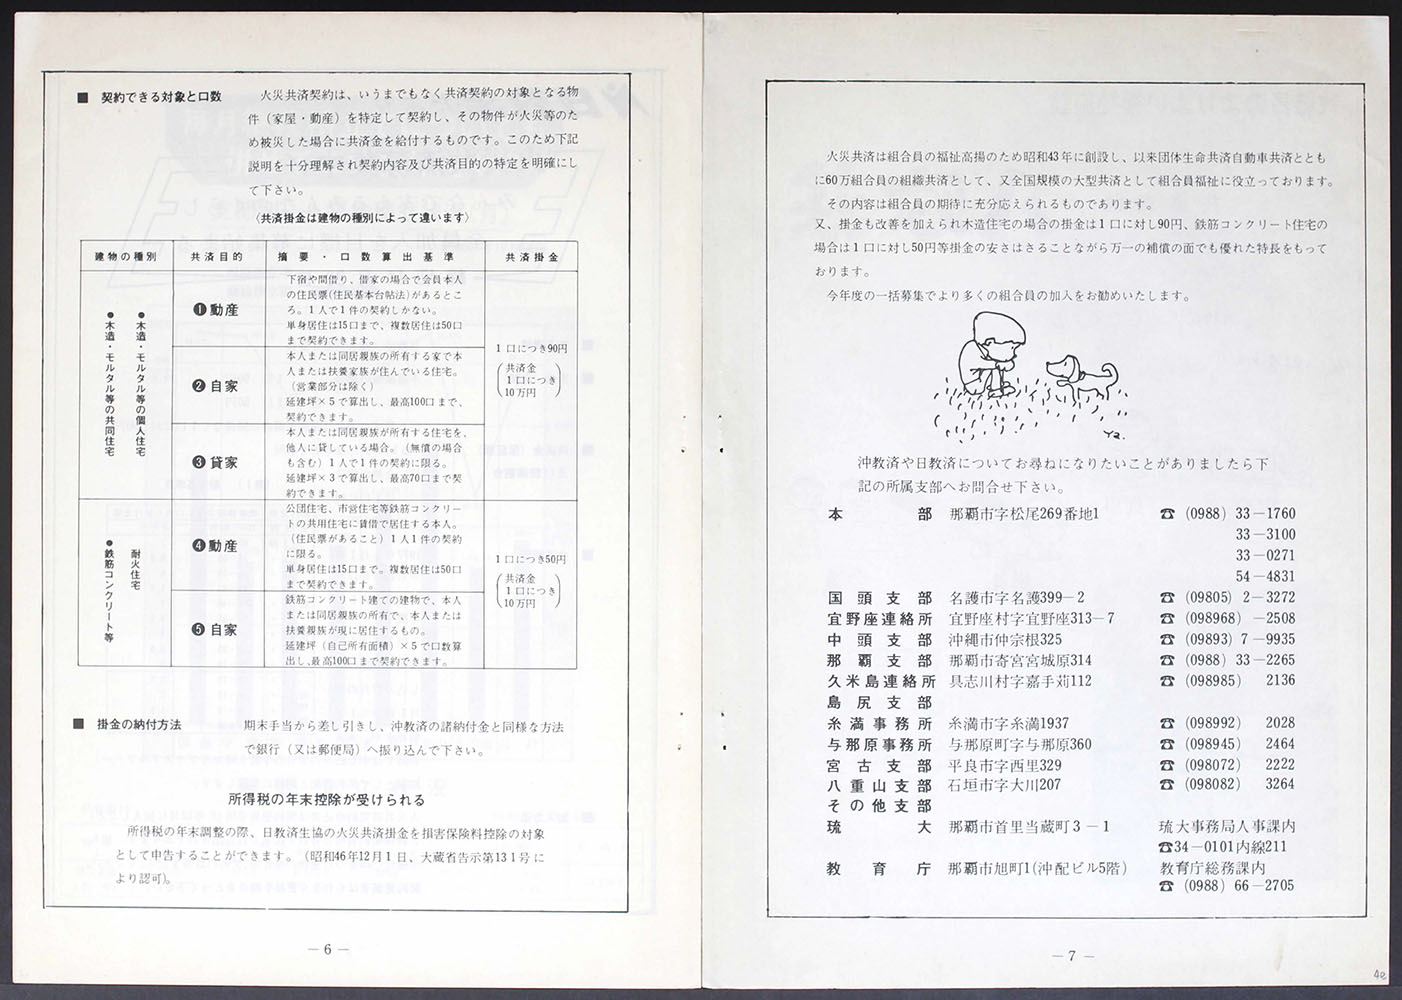 ■ 契約できる対象と口数　火災共済契約は、いうまでもなく共済契約の対象となる物
件（家屋・動産）を特定して契約し、その物件が火災等のた
め被災した場合に共済金を給付するものです。このため下記
説明を十分理解され契約内容及び共済目的の特定を明確にし
て下さい。
〈共済掛金は建物の種別によって違います〉
建物の種別　共済目的　摘要・口数算出基準　共済掛金
●木造・モルタル等の個人住宅
●木造・モルタル等の共同住宅
❶動産
下宿や間借り、借家の場合で会員本人
の住民票(住民基本台帖法)があるとこ
ろ。1人で1件の契約しかない。
単身居住は15口まで、複数居住は50口
まで契約できます。
❷自家
本人または同居親族の所有する家で本
人または扶養家族が住んでいる住宅。
（営業部分は除く）
延建坪×5で算出し、最高100口まで、
契約できます。
❸貸家
本人または同居親族が所有する住宅を、
他人に貸している場合。（無償の場合
も含む）1人で1件の契約に限る。
延建坪×3で算出し、最高70口まで契
約できます。
1口につき90円
（共済金
1口につき
10万円）
耐火住宅
●鉄筋コンクリート等
❹動産
公団住宅、市営住宅等鉄筋コンクリー
トの共用住宅に賃借で居住する本人。
（住民票があること）1人1件の契約
に限る。
単身居住は15口まで。複数居住は50口
まで契約できます。
❺自家
鉄筋コンクリート建ての建物で、本人
または同居親族の所有で、本人または
扶養親族が現に居住するもの。
延建坪（自己所有面積）×5で口数算
出し、最高100口まで契約できます。
1口につき50円
（共済金
1口につき
10万円）
■ 掛金の納付方法　期末手当から差し引きし、沖教済の諸納付金と同様な方法
で銀行（又は郵便局）へ振り込んで下さい。
所得税の年末控除が受けられる
所得税の年末調整の際、日教済生協の火災共済掛金を損害保険料控除の対象
として申告することができます。（昭和46年12月1日、大蔵省告示第131号に
より認可)。
— 6 —
火災共済は組合員の福祉高揚のため昭和43年に創設し、以来団体生命共済自動車共済ととも
に60万組合員の組織共済として、又全国規模の大型共済として組合員福祉に役立っております。
その内容は組合員の期待に充分応えられるものであります。
又、掛金も改善を加えられ木造住宅の場合の掛金は1口に対し90円、鉄筋コンクリート住宅の
場合は1口に対し50円等掛金の安さはさることながら万一の補償の面でも優れた特長をもって
おります。
今年度の一括募集でより多くの組合員の加入をお勧めいたします。
沖教済や日教済についてお尋ねになりたいことがありましたら下
記の所属支部へお問合せ下さい。
本部　那覇市字松尾269番地1　☎ (0988) 33－1760
33－3100
33－0271
54－4831
国頭支部　名護市字名護399－2　☎ (09805) 2－3272
宜野座連絡所　宜野座村字宜野座313－7　☎ (098968) －2508
中頭支部　沖縄市仲宗根325　☎ (09893) 7－9935
那覇支部　那覇市寄宮宮城原314　☎ (0988) 33－2265
久米島連絡所　具志川村字嘉手苅112　☎ (098985) 2136
島尻支部
糸満事務所　糸満市字糸満1937　☎ (098992) 2028
与那原事務所　与那原町字与那原360　☎ (098945) 2464
宮古支部　平良市字西里329　☎ (098072) 2222
八重山支部　石垣市字大川207　☎ (098082) 3264
その他支部
琉大　那覇市首里当蔵町3－1　琉大事務局人事課内
☎34－0101内線211
教育庁　那覇市旭町1(沖配ビル5階)　教育庁総務課内
☎ (0988) 66－2705
— 7 —